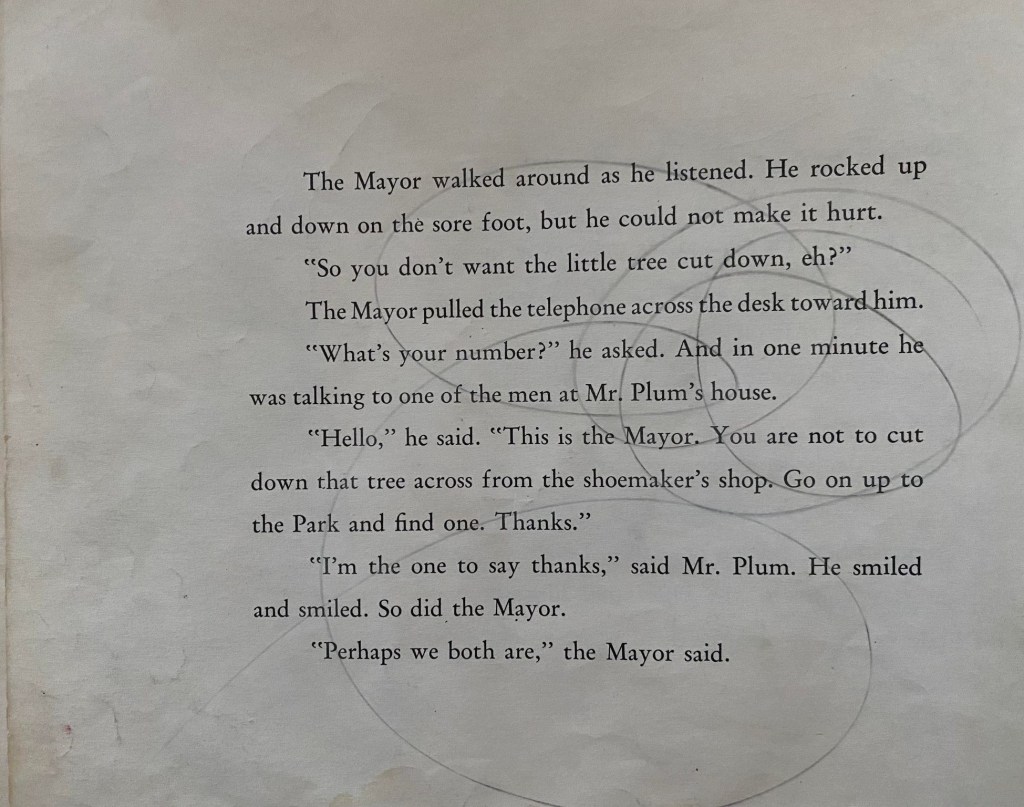 The Mayor walked around as he listened. He rocked up
and down on the sore foot, but he could not make it hurt.
“So you don’t want the little tree cut down, eh?”
The Mayor pulled the telephone across the desk toward him.
“What’s your number?” he asked. And in one minute he
was talking to one of the men at Mr. Plum’s house.
“Hello,” he said. “This is the Mayor. You are not to cut
down that tree across from the shoemaker’s shop. Go on up to
the Park and find one. Thanks.”
“I’m the one to say thanks,” said Mr. Plum. He smiled
and smiled. So did the Mayor.
“Perhaps we both are,” the Mayor said.